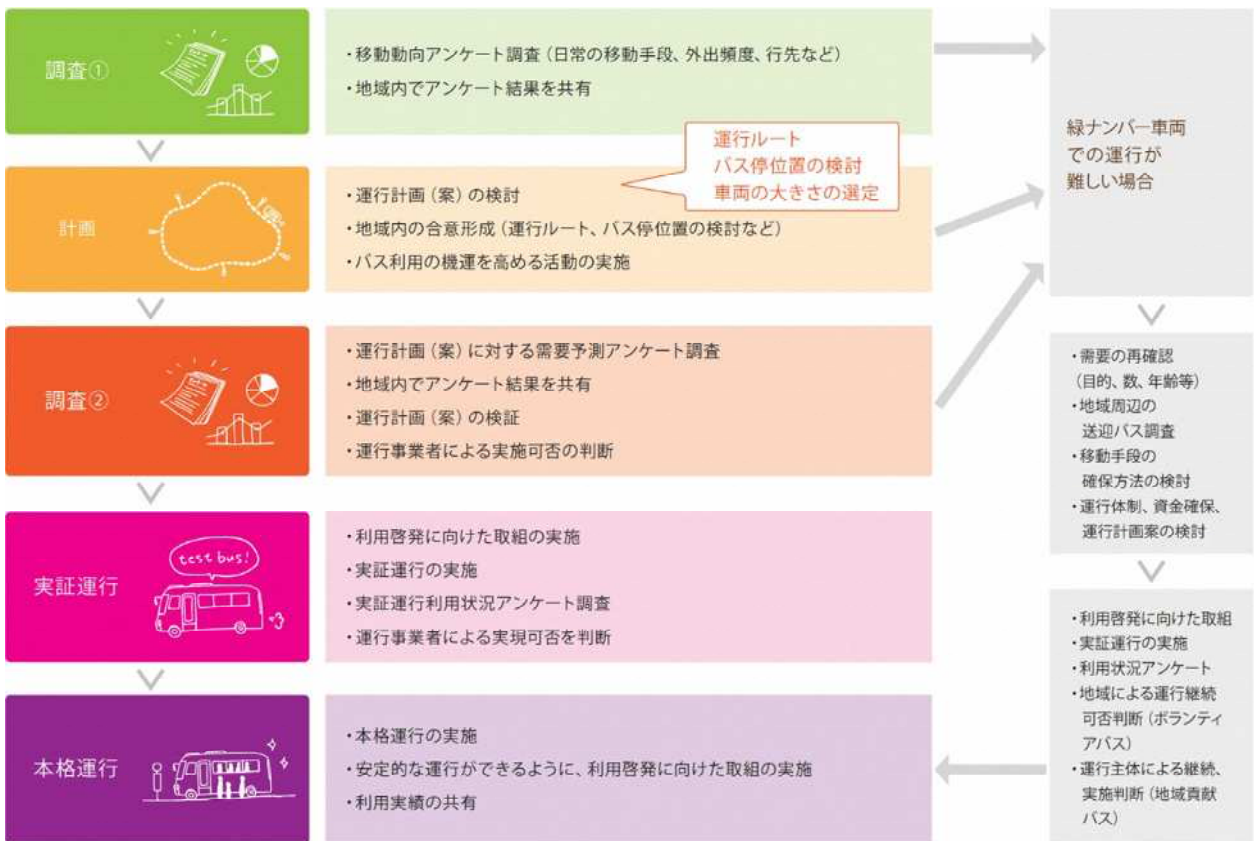 調査①
・移動動向アンケート調査（日常の移動手段、外出頻度、行先など）
・地域内でアンケート結果を共有
計画
運行ルート
バス停位置の検討
車両の大きさの選定
・運行計画（案）の検討
・地域内の合意形成（運行ルート、バス停位置の検討など）
・バス利用の機運を高める活動の実施
調査②
・運行計画（案）に対する需要予測アンケート調査
・地域内でアンケート結果を共有
・運行計画（案）の検証
・運行事業者による実施可否の判断
実証運行
test bus!
・利用啓発に向けた取組の実施
・実証運行の実施
・実証運行利用状況アンケート調査
・運行事業者による実現可否を判断
本格運行
・本格運行の実施
・安定的な運行ができるように、利用啓発に向けた取組の実施
・利用実績の共有
緑ナンバー車両
での運行が
難しい場合
・需要の再確認
（目的、数、年齢等）
・地域周辺の
送迎バス調査
・移動手段の
確保方法の検討
・運行体制、資金確保、
運行計画案の検討
・利用啓発に向けた取組
・実証運行の実施
・利用状況アンケート
・地域による運行継続
可否判断（ボランティ
アバス）
・運行主体による継続、
実施判断（地域貢献
バス）